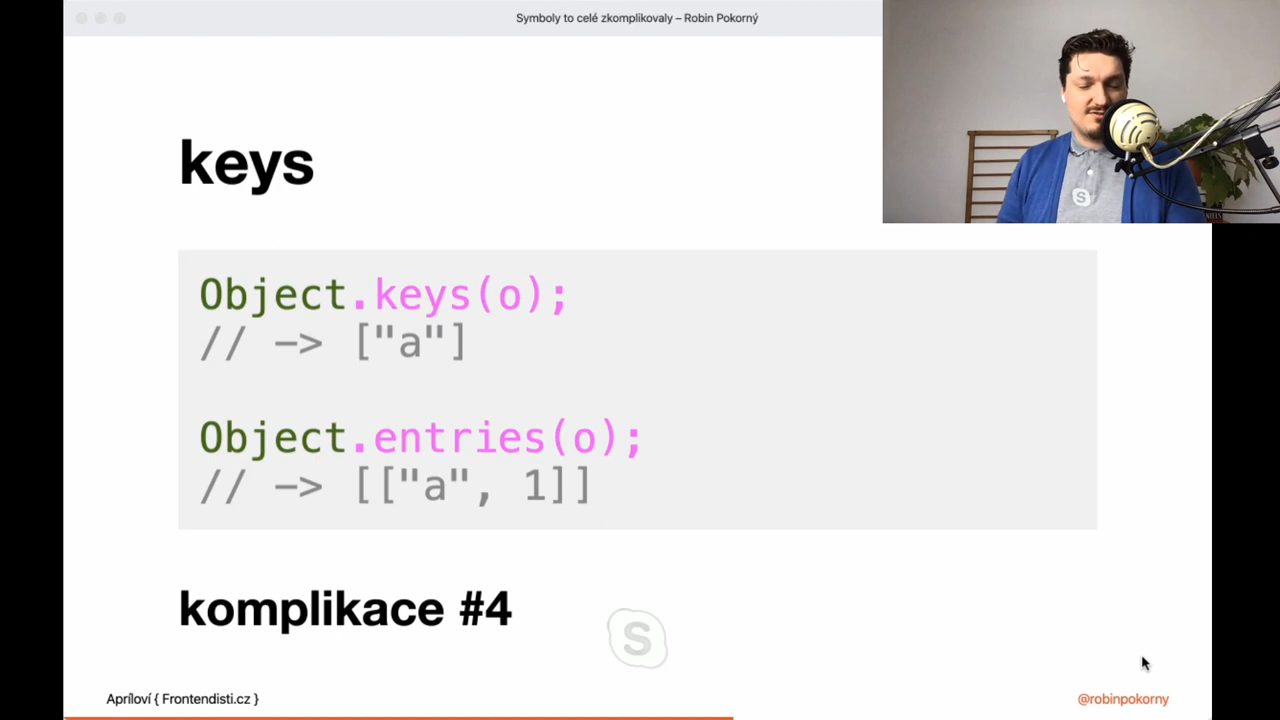 Symboly to celé zkomplikovaly – Robin Pokorný
keys
Object.keys(o);
// -> ["a"]
Object.entries(o);
// -> [["a", 1]]
komplikace #4
S
S
Apríloví { Frontendisti.cz }
@robinpokorny